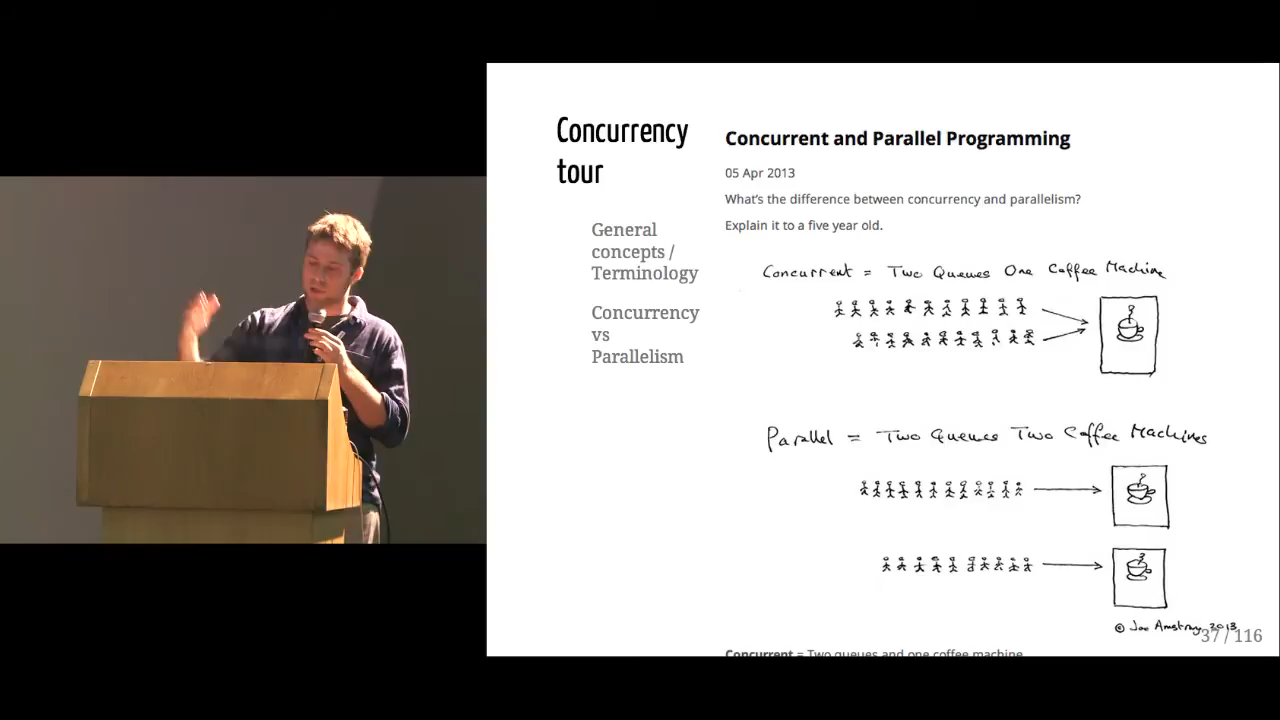 Concurrency
tour
General
concepts /
Terminology
Concurrency
vs
Parallelism
Concurrent and Parallel Programming
05 Apr 2013
What's the difference between concurrency and parallelism?
Explain it to a five year old.
Concurrent = Two Queues One Coffee Machine
Parallel = Two Queues Two Coffee Machines
© Joe Armstrong 2013
37 / 116
Concurrent = Two queues and one coffee machine.